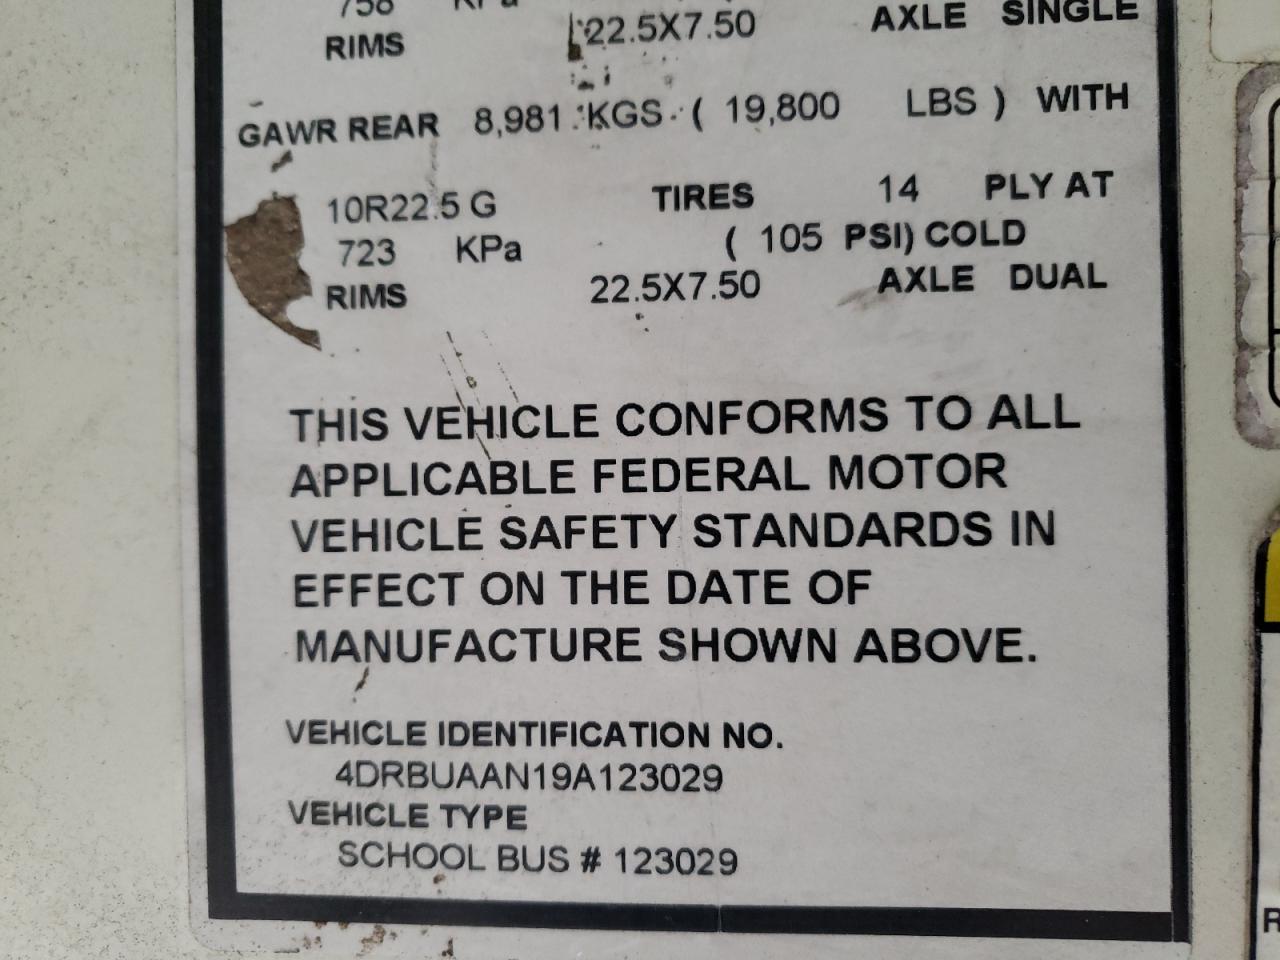 758 KPa
RIMS 22.5X7.50 AXLE SINGLE
GAWR REAR 8,981 KGS ( 19,800 LBS ) WITH
10R22.5 G TIRES 14 PLY AT
723 KPa ( 105 PSI) COLD
RIMS 22.5X7.50 AXLE DUAL
THIS VEHICLE CONFORMS TO ALL
APPLICABLE FEDERAL MOTOR
VEHICLE SAFETY STANDARDS IN
EFFECT ON THE DATE OF
MANUFACTURE SHOWN ABOVE.
VEHICLE IDENTIFICATION NO.
4DRBUAAN19A123029
VEHICLE TYPE
SCHOOL BUS # 123029
R